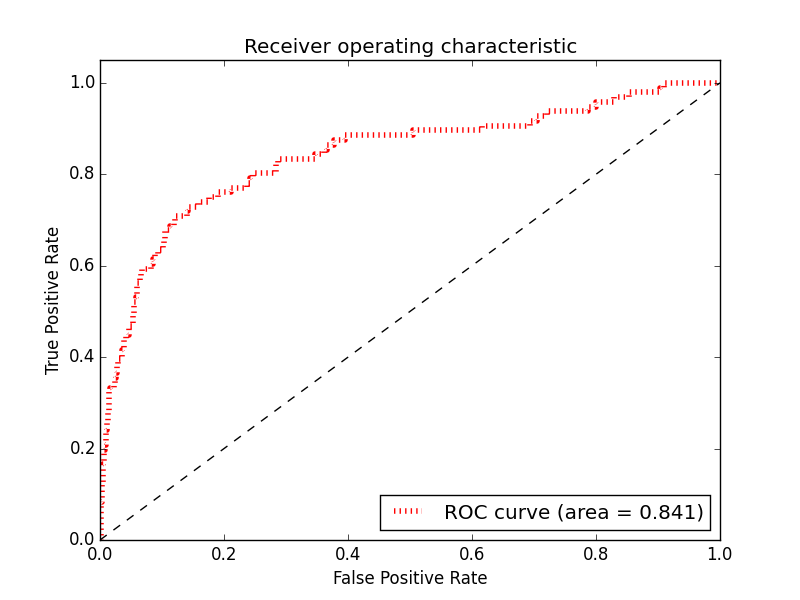 Receiver operating characteristic
1.0
0.8
0.6
0.4
0.2
0.0
True Positive Rate
ROC curve (area = 0.841)
0.0 0.2 0.4 0.6 0.8 1.0
False Positive Rate